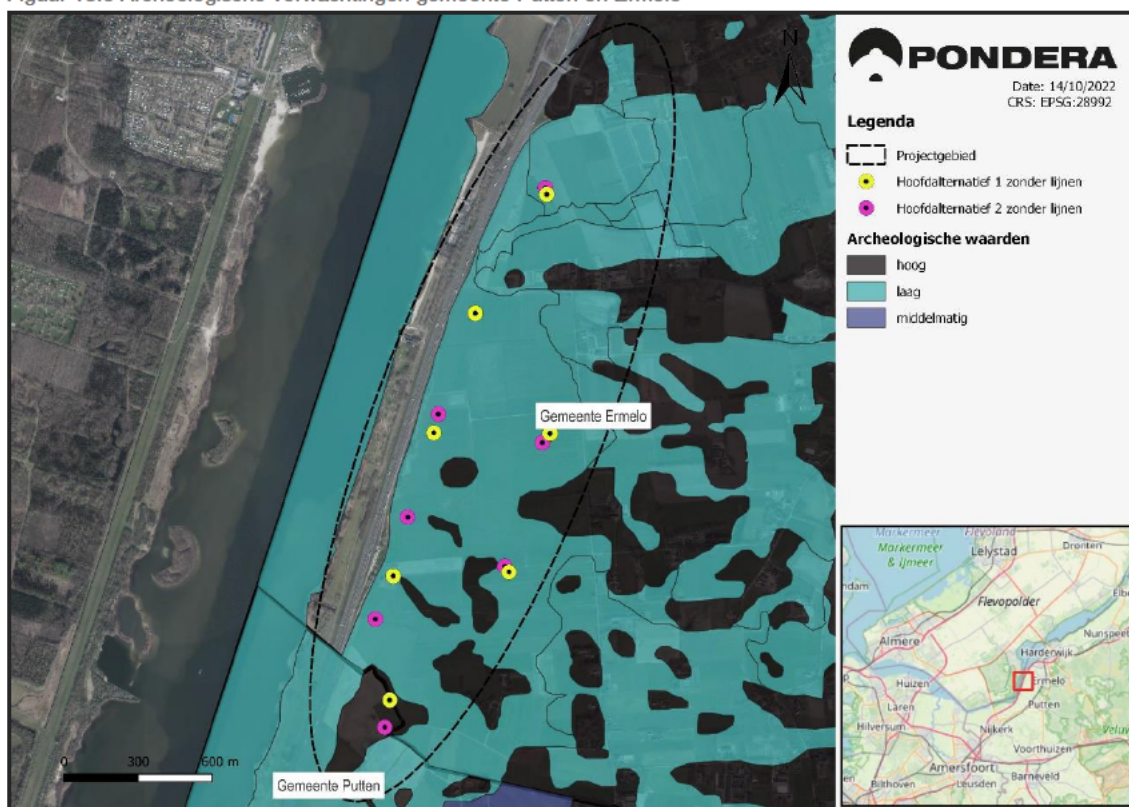 N
Gemeente Ermelo
Gemeente Putten
0 300 600 m
PONDERA
Date: 14/10/2022
CRS: EPSG:28992
Legenda
Projectgebied
Hoofdalternatief 1 zonder lijnen
Hoofdalternatief 2 zonder lijnen
Archeologische waarden
hoog
laag
middelmatig
Markermeer
Flevoland
Lelystad
Dronten
Markermeer
& IJmeer
Flevopolder
Almere
Nunspeet
Harderwijk
Huizen
Ermelo
Laren
Putten
Hilversum
Nijkerk
Voorthuizen
Amersfoort
Barneveld
Bilthoven
Leusden